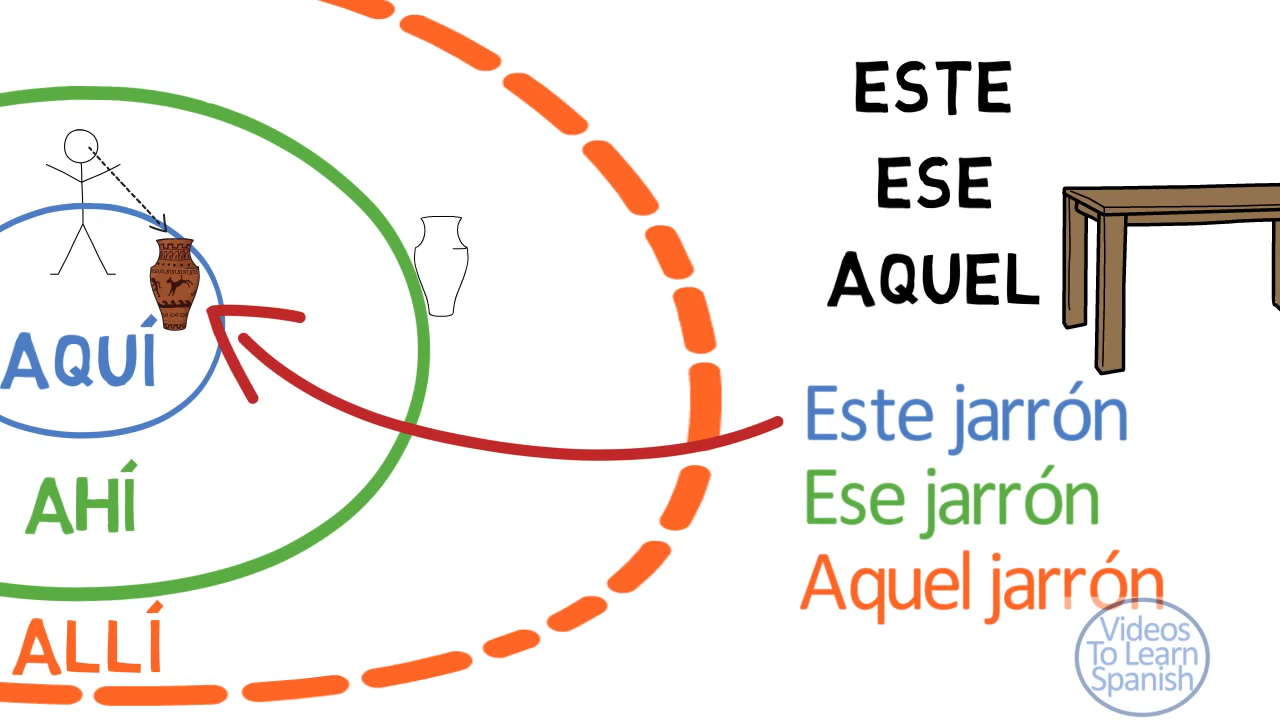 ESTE
ESE
AQUEL
AQUÍ
AHÍ
ALLÍ
Este jarrón
Ese jarrón
Aquel jarrón
Videos
To Learn
Spanish